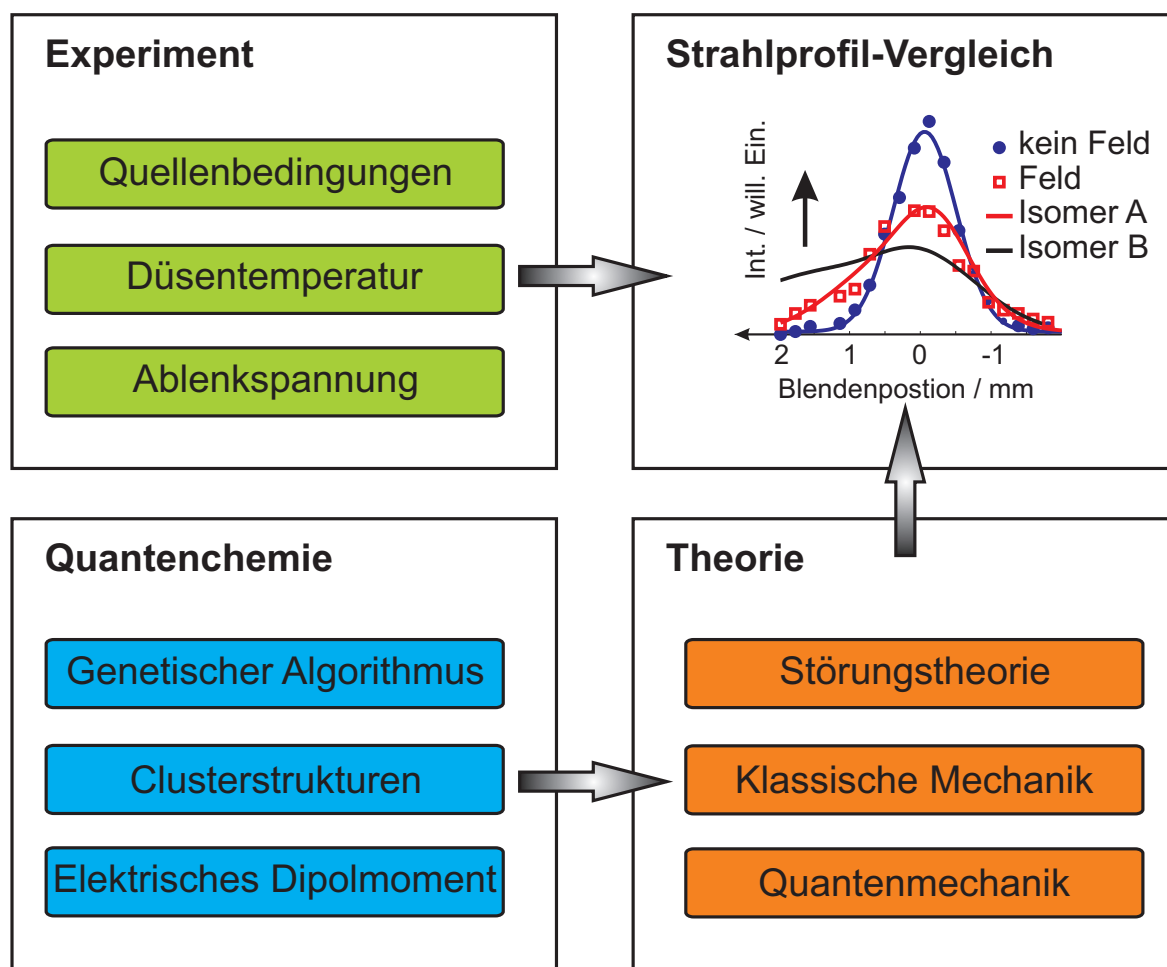 Experiment
Quellenbedingungen
Düsentemperatur
Ablenkspannung
Strahlprofil-Vergleich
Int. / will. Ein.
kein Feld
Feld
Isomer A
Isomer B
2 1 0 -1
Blendenpostion / mm
Quantenchemie
Genetischer Algorithmus
Clusterstrukturen
Elektrisches Dipolmoment
Theorie
Störungstheorie
Klassische Mechanik
Quantenmechanik